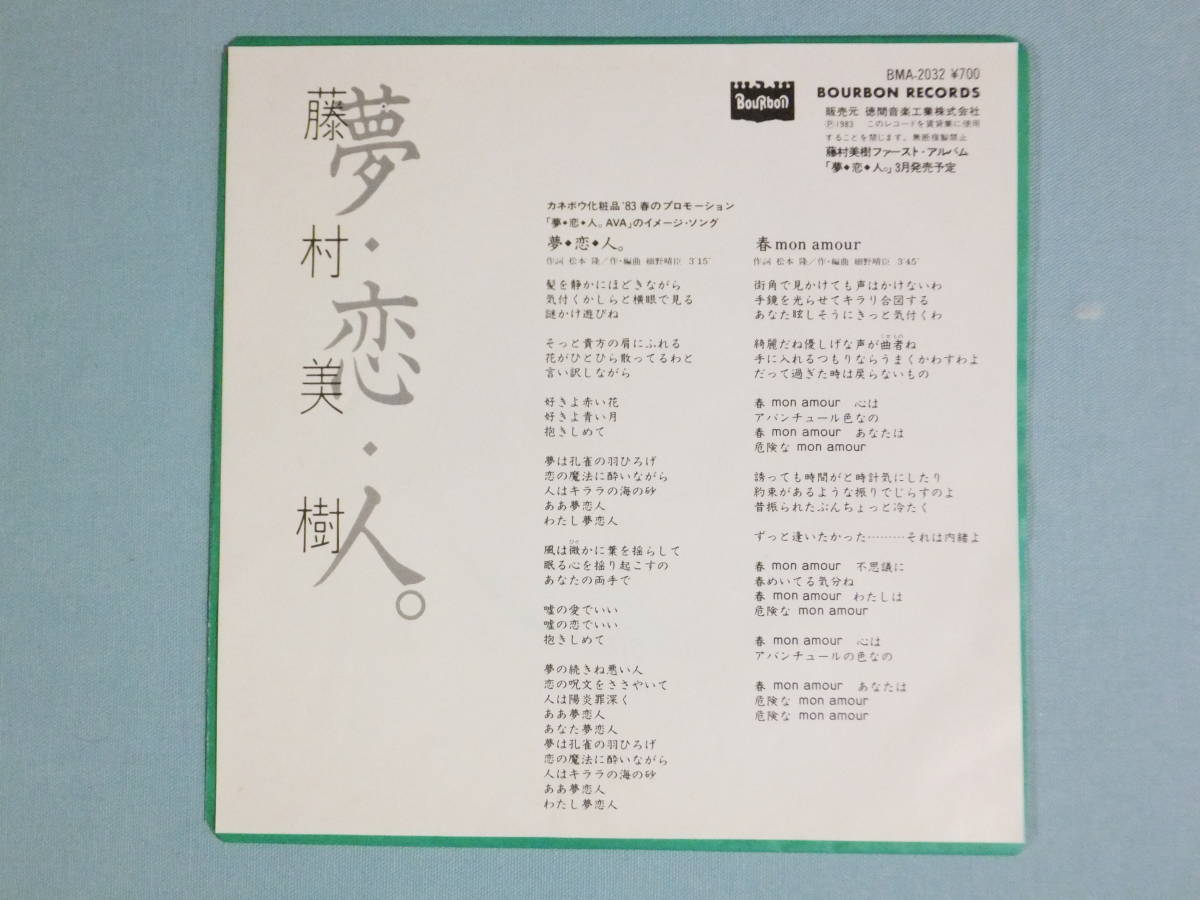 夢・恋・人。
藤村美樹
BouRbon
BMA-2032 ¥700
BOURBON RECORDS
販売元 徳間音楽工業株式会社
Ⓟ1983 このレコードを賃貸業に使用
することを禁じます。無断複製禁止
藤村美樹ファースト・アルバム
「夢◆恋◆人。」3月発売予定
カネボウ化粧品'83 春のプロモーション
「夢◆恋◆人。AVA」のイメージ・ソング
夢◆恋◆人。
作詞 松本 隆/作・編曲 細野晴臣 3'15"
髪を静かにほどきながら
気付くかしらと横眼で見る
謎かけ遊びね
そっと貴方の肩にふれる
花がひとひら散ってるわと
言い訳しながら
好きよ赤い花
好きよ青い月
抱きしめて
夢は孔雀の羽ひろげ
恋の魔法に酔いながら
人はキララの海の砂
ああ夢恋人
わたし夢恋人
風は微かに葉を揺らして
眠る心を揺り起こすの
あなたの両手で
嘘の愛でいい
嘘の恋でいい
抱きしめて
夢の続きね悪い人
恋の呪文をささやいて
人は陽炎罪深く
ああ夢恋人
あなた夢恋人
夢は孔雀の羽ひろげ
恋の魔法に酔いながら
人はキララの海の砂
ああ夢恋人
わたし夢恋人
春 mon amour
作詞 松本 隆/作・編曲 細野晴臣 3'45"
街角で見かけても声はかけないわ
手鏡を光らせてキラリ合図する
あなた眩しそうにきっと気付くわ
綺麗だね優しげな声が曲者ね
手に入れるつもりならうまくかわすわよ
だって過ぎた時は戻らないもの
春 mon amour 心は
アバンチュール色なの
春 mon amour あなたは
危険な mon amour
誘っても時間がと時計気にしたり
約束があるような振りでじらすのよ
昔振られたぶんちょっと冷たく
ずっと逢いたかった………それは内緒よ
春 mon amour 不思議に
春めいてる気分ね
春 mon amour わたしは
危険な mon amour
春 mon amour 心は
アバンチュールの色なの
春 mon amour あなたは
危険な mon amour
危険な mon amour